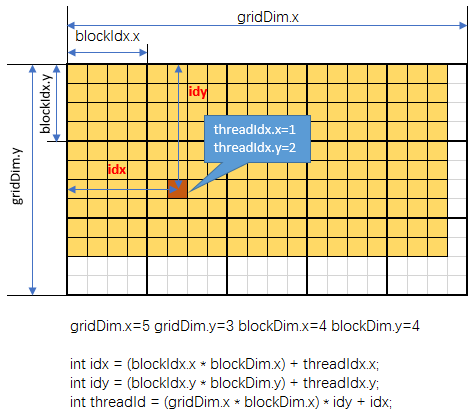 gridDim.x
blockIdx.x
blockIdx.y
idy
threadIdx.x=1
threadIdx.y=2
idx
gridDim.y
gridDim.x=5 gridDim.y=3 blockDim.x=4 blockDim.y=4
int idx = (blockIdx.x * blockDim.x) + threadIdx.x;
int idy = (blockIdx.y * blockDim.y) + threadIdx.y;
int threadId = (gridDim.x * blockDim.x) * idy + idx;